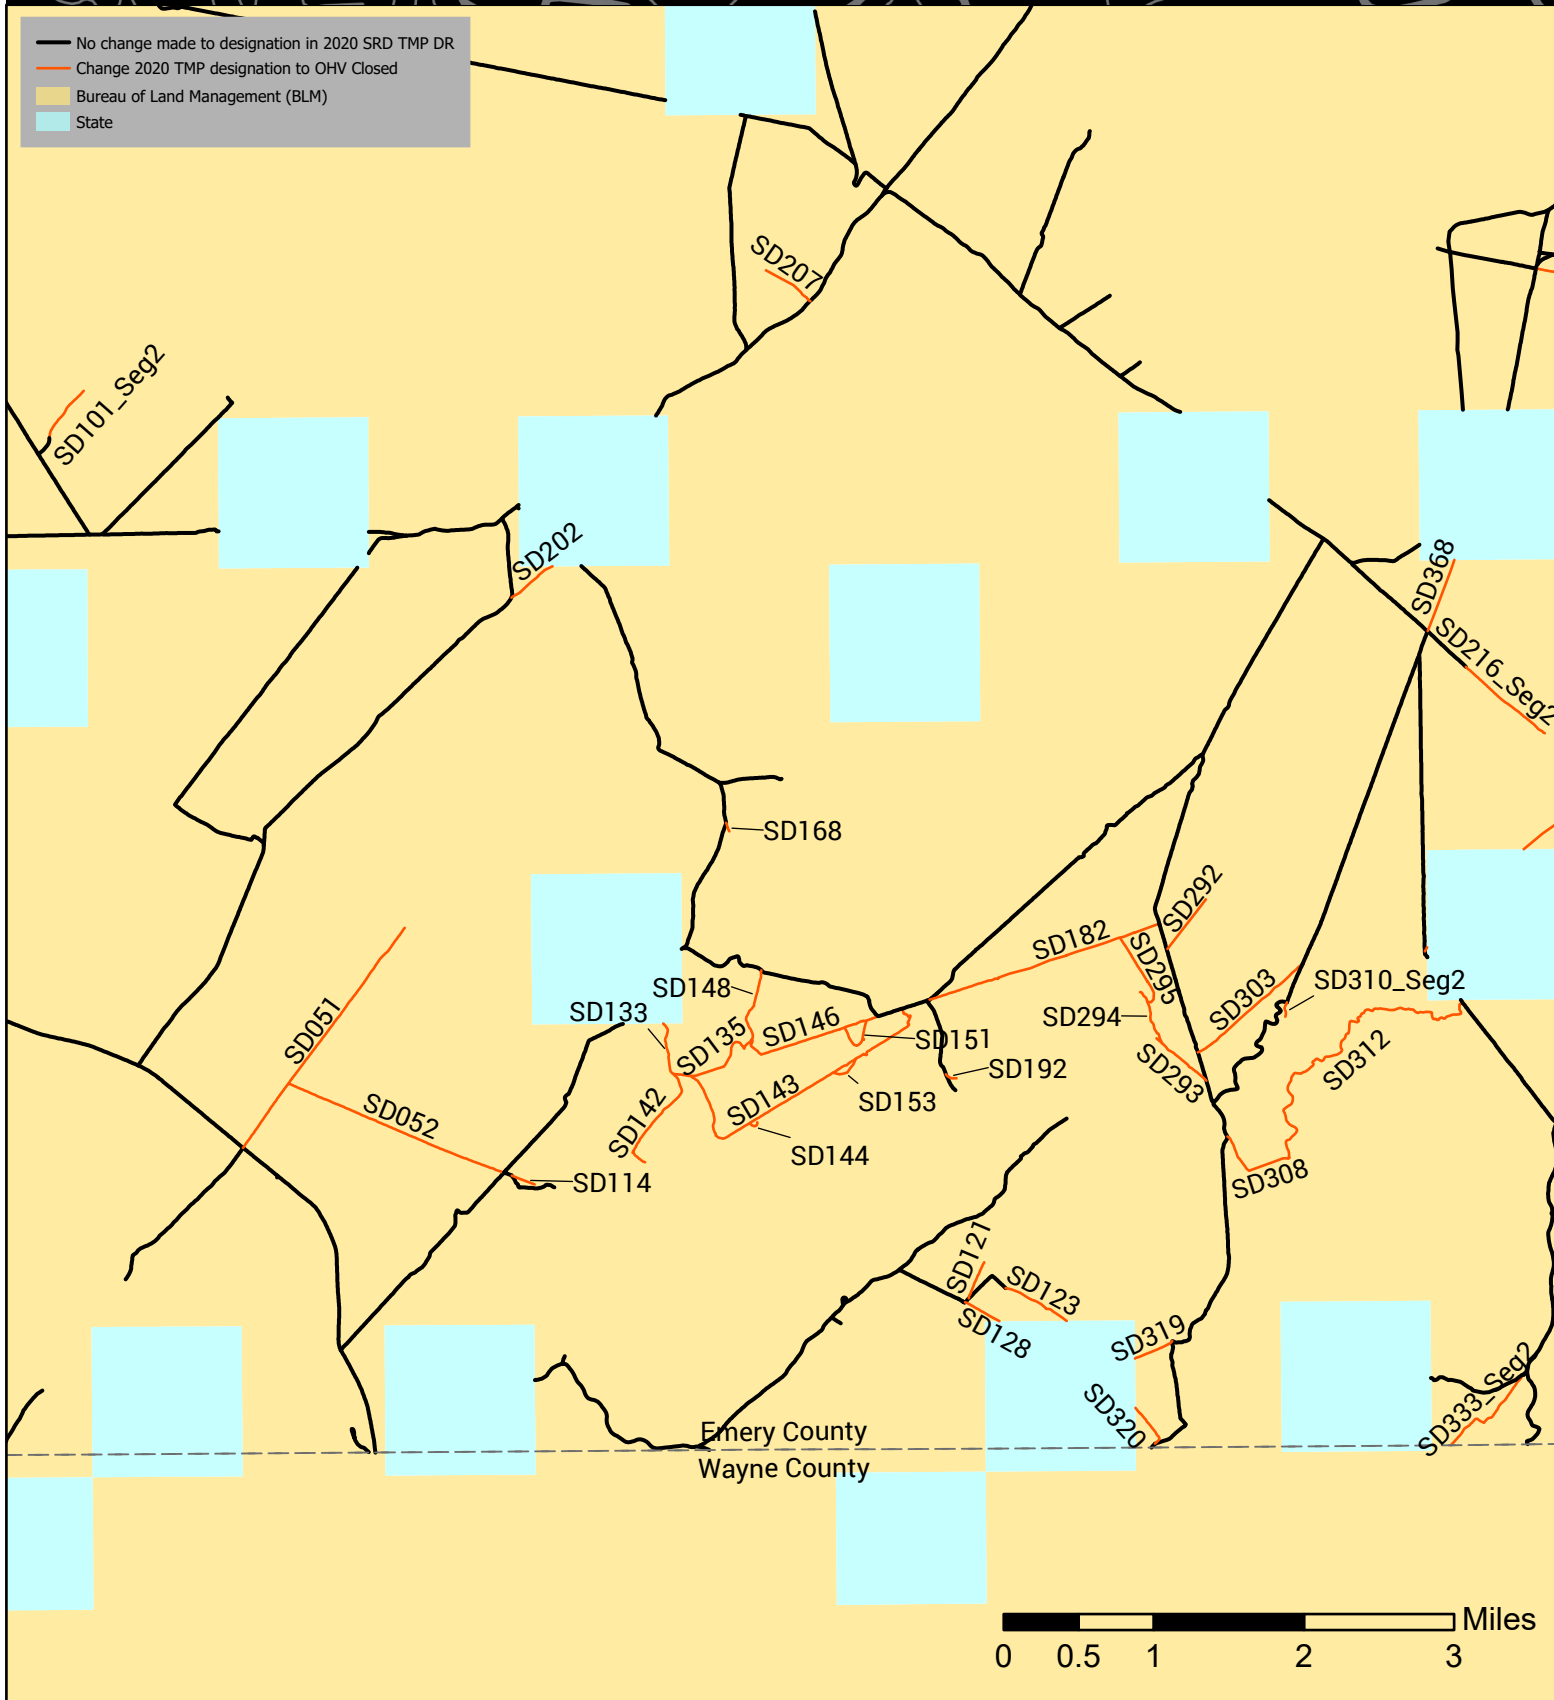 No change made to designation in 2020 SRD TMP DR
Change 2020 TMP designation to OHV Closed
Bureau of Land Management (BLM)
State
SD207
SD101_Seg2
SD202
SD368
SD216_Seg2
SD168
SD292
SD182
SD295
SD148
SD133
SD051
SD135
SD146
SD151
SD294
SD303
SD310_Seg2
SD293
SD312
SD192
SD143
SD153
SD052
SD142
SD144
SD114
SD308
SD121
SD123
SD128
SD319
SD320
SD333_Seg2
Emery County
Wayne County
Miles
0 0.5 1 2 3